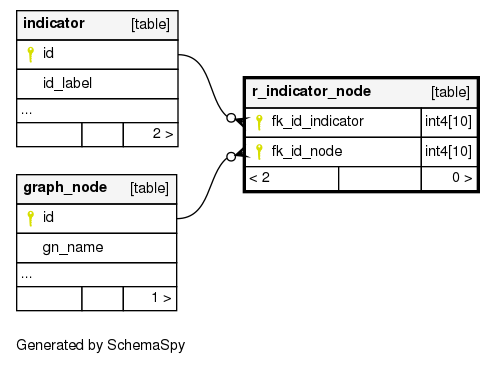 indicator [table]
id
id_label
...
2 >
r_indicator_node [table]
fk_id_indicator int4[10]
fk_id_node int4[10]
< 2 0 >
graph_node [table]
id
gn_name
...
1 >
Generated by SchemaSpy